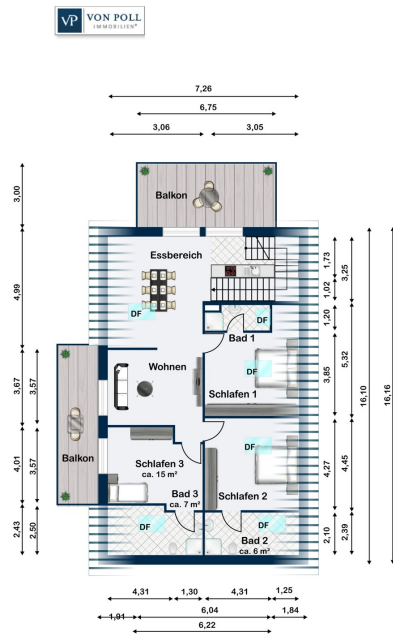 VP VON POLL
IMMOBILIEN®
7,26
6,75
3,06 3,05
3,00
Balkon
Essbereich
4,99
1,73
3,25
1,02
1,20
DF
DF
Bad 1
Wohnen
DF
5,32
3,85
Schlafen 1
3,67
3,57
16,10
16,16
4,01
3,57
Balkon
Schlafen 3
ca. 15 m²
DF
4,27
4,45
Bad 3
ca. 7 m²
Schlafen 2
2,43
2,50
DF
DF
Bad 2
ca. 6 m²
2,10
2,39
4,31 1,30 4,31 1,25
1,91 6,04 1,84
6,22